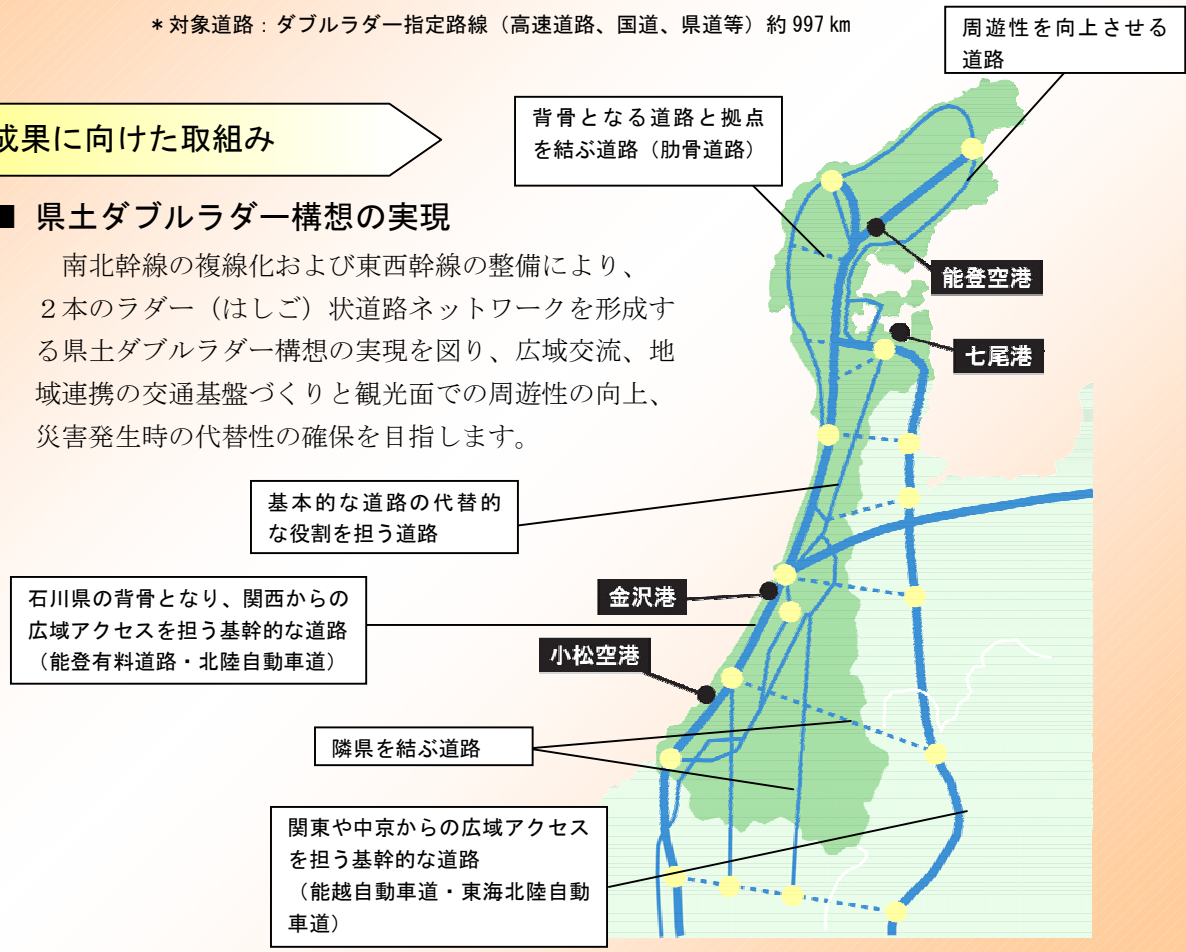 ＊対象道路：ダブルラダー指定路線（高速道路、国道、県道等）約 997 km
周遊性を向上させる
道路
背骨となる道路と拠点
を結ぶ道路（肋骨道路）
成果に向けた取組み
■ 県土ダブルラダー構想の実現
南北幹線の複線化および東西幹線の整備により、
２本のラダー（はしご）状道路ネットワークを形成す
る県土ダブルラダー構想の実現を図り、広域交流、地
域連携の交通基盤づくりと観光面での周遊性の向上、
災害発生時の代替性の確保を目指します。
能登空港
七尾港
基本的な道路の代替的
な役割を担う道路
石川県の背骨となり、関西からの
広域アクセスを担う基幹的な道路
（能登有料道路・北陸自動車道）
金沢港
小松空港
隣県を結ぶ道路
関東や中京からの広域アクセス
を担う基幹的な道路
（能越自動車道・東海北陸自動
車道）